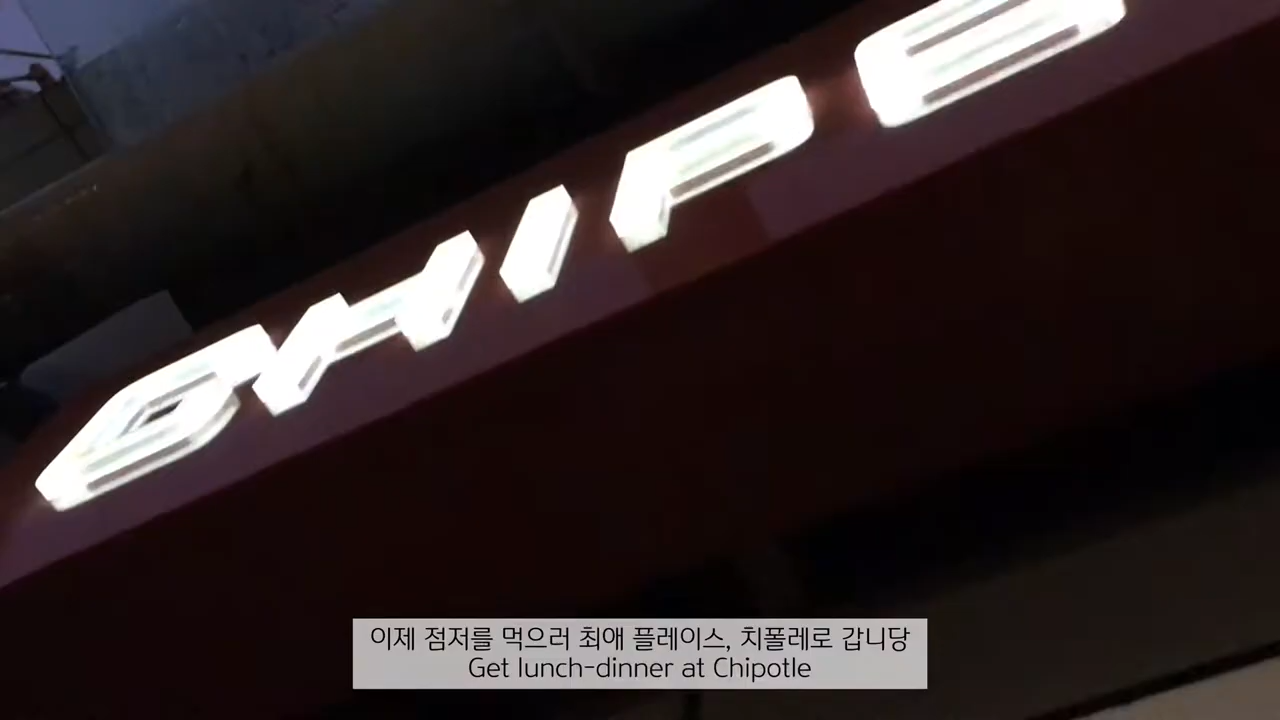 CHIPO
이제 점저를 먹으러 최애 플레이스, 치폴레로 갑니당
Get lunch-dinner at Chipotle